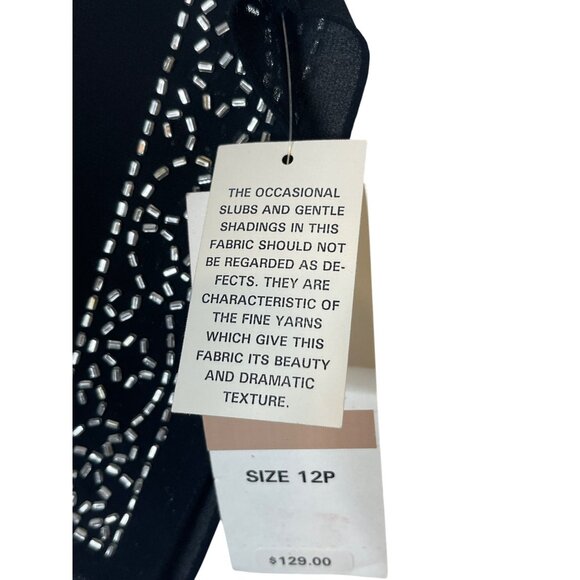 THE OCCASIONAL
SLUBS AND GENTLE
SHADINGS IN THIS
FABRIC SHOULD NOT
BE REGARDED AS DE-
FECTS. THEY ARE
CHARACTERISTIC OF
THE FINE YARNS
WHICH GIVE THIS
FABRIC ITS BEAUTY
AND DRAMATIC
TEXTURE.
SIZE 12P
$129.00